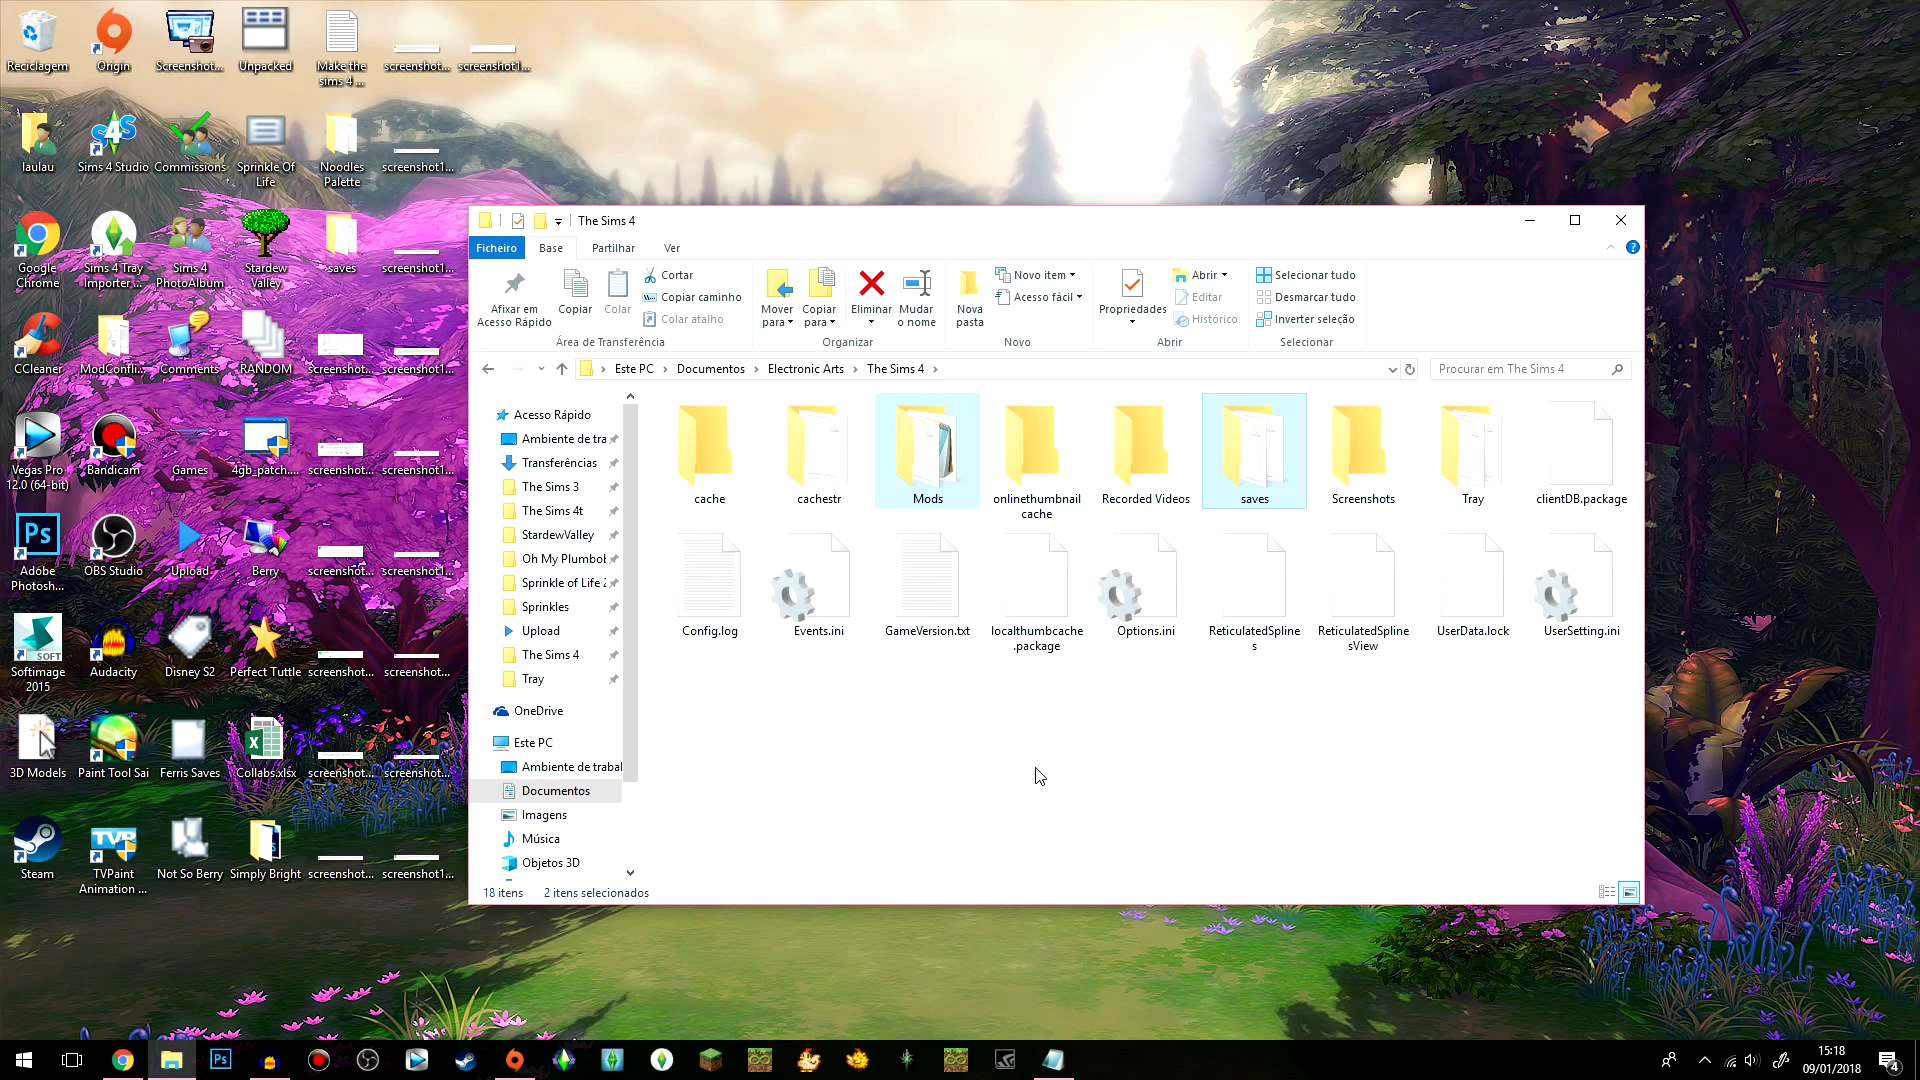 Reciclagem
Origin
Screenshot...
Unpacked
Make the
sims 4 ...
screenshot...
screenshot1...
laulau
Sims 4 Studio
Commissions
Sprinkle Of
Life
Noodles
Palette
screenshot1...
Google
Chrome
Sims 4 Tray
Importer ...
Sims 4
PhotoAlbum
Stardew
Valley
saves
screenshot1...
CCleaner
ModConfli...
Comments
RANDOM
screenshot...
screenshot1...
Vegas Pro
12.0 (64-bit)
Bandicam
Games
4gb_patch....
screenshot...
screenshot1...
Ps
Adobe
Photosh...
OBS Studio
Upload
Berry
screenshot...
screenshot1...
SOFT
Softimage
2015
Audacity
Disney S2
Perfect Tuttle
screenshot...
screenshot...
3D Models
Paint Tool Sai
Ferris Saves
Collabs.xlsx
screenshot...
screenshot...
Steam
TVP
TVPaint
Animation ...
Not So Berry
Simply Bright
screenshot...
screenshot1...
The Sims 4
Ficheiro
Base
Partilhar
Ver
Afixar em
Acesso Rápido
Copiar
Colar
Cortar
Copiar caminho
Colar atalho
Área de Transferência
Mover
para
Copiar
para
Eliminar
Mudar
o nome
Organizar
Nova
pasta
Novo item
Acesso fácil
Novo
Propriedades
Abrir
Editar
Histórico
Abrir
Selecionar tudo
Desmarcar tudo
Inverter seleção
Selecionar
Este PC > Documentos > Electronic Arts > The Sims 4 >
Procurar em The Sims 4
Acesso Rápido
Ambiente de tra
Transferências
The Sims 3
The Sims 4t
StardewValley
Oh My Plumbob
Sprinkle of Life 2
Sprinkles
Upload
The Sims 4
Tray
OneDrive
Este PC
Ambiente de trabal
Documentos
Imagens
Música
Objetos 3D
cache
cachestr
Mods
onlinethumbnail
cache
Recorded Videos
saves
Screenshots
Tray
clientDB.package
Config.log
Events.ini
GameVersion.txt
localthumbcache
.package
Options.ini
ReticulatedSpline
s
ReticulatedSpline
sView
UserData.lock
UserSetting.ini
18 itens
2 itens selecionados
Ps
15:18
09/01/2018
4